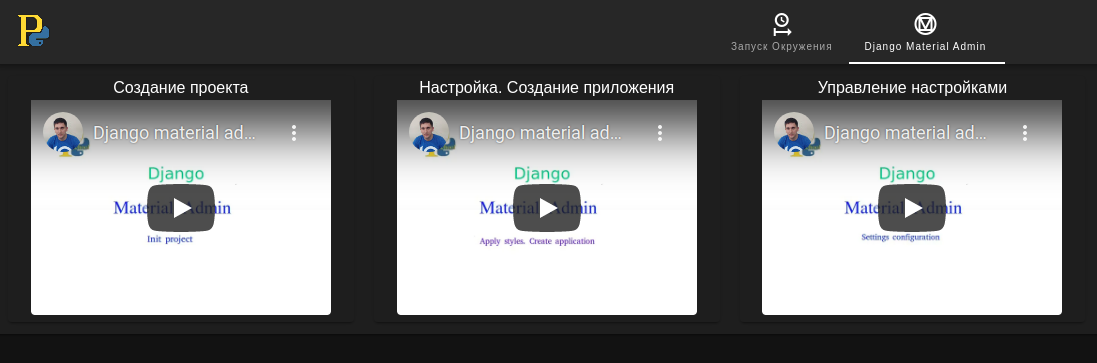 P
Запуск Окружения
Django Material Admin
Создание проекта
Настройка. Создание приложения
Управление настройками
Django material ad...
Django
Material Admin
Init project
Django material ad...
Django
Material Admin
Apply styles. Create application
Django material ad...
Django
Material Admin
Settings configuration